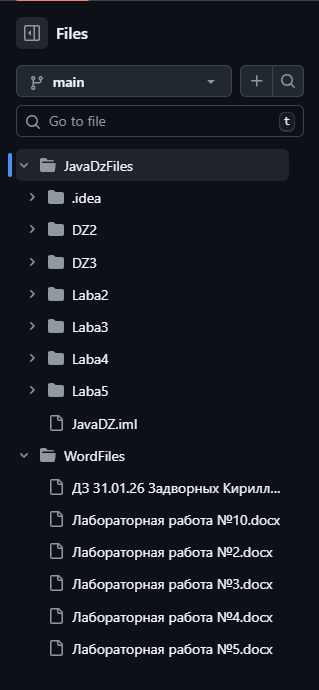 Files
main
Go to file
t
JavaDzFiles
.idea
DZ2
DZ3
Laba2
Laba3
Laba4
Laba5
JavaDZ.iml
WordFiles
ДЗ 31.01.26 Задворных Кирилл...
Лабораторная работа №10.docx
Лабораторная работа №2.docx
Лабораторная работа №3.docx
Лабораторная работа №4.docx
Лабораторная работа №5.docx